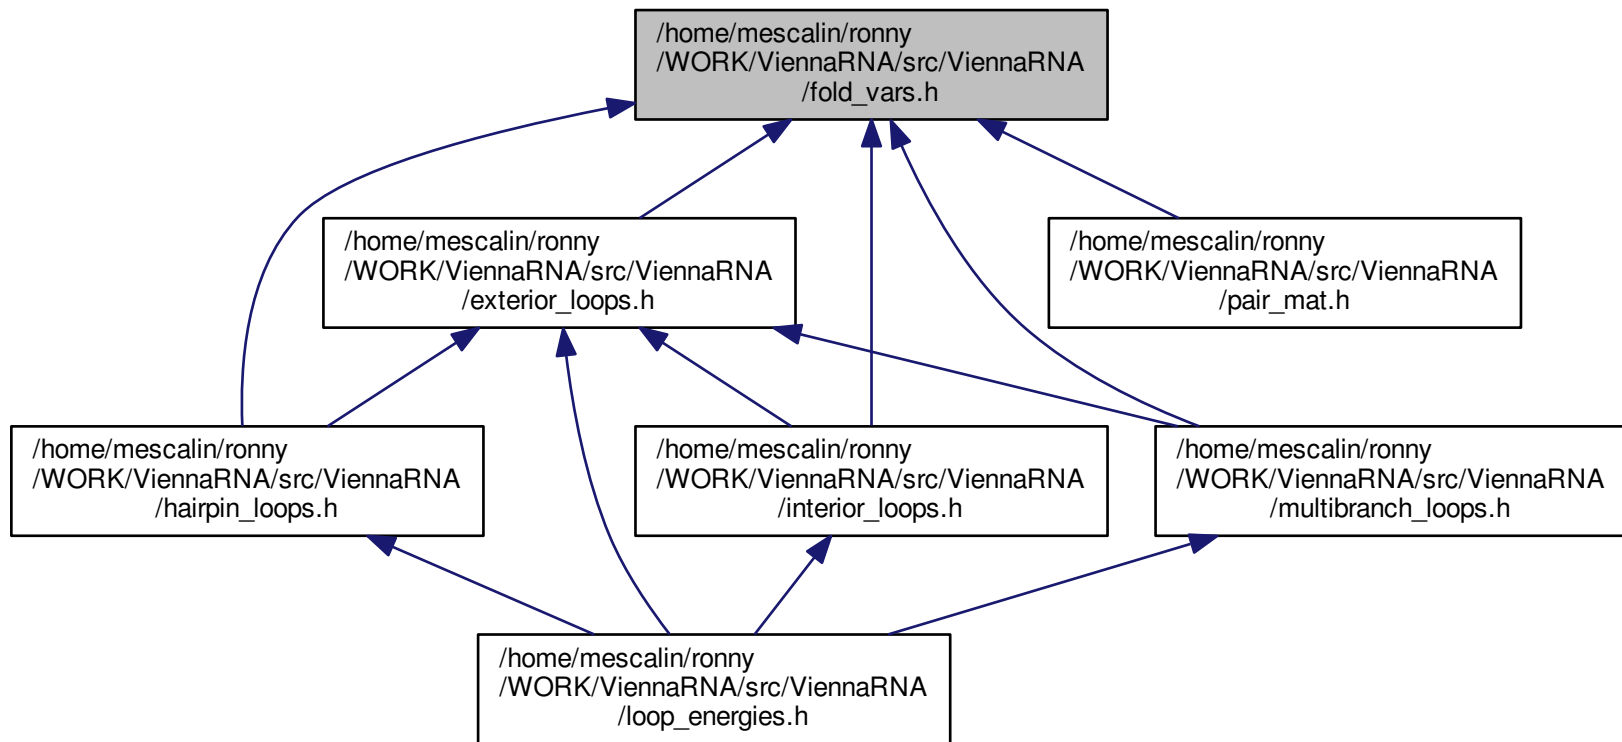 /home/mescalin/ronny
/WORK/ViennaRNA/src/ViennaRNA
/fold_vars.h
/home/mescalin/ronny
/WORK/ViennaRNA/src/ViennaRNA
/exterior_loops.h
/home/mescalin/ronny
/WORK/ViennaRNA/src/ViennaRNA
/pair_mat.h
/home/mescalin/ronny
/WORK/ViennaRNA/src/ViennaRNA
/hairpin_loops.h
/home/mescalin/ronny
/WORK/ViennaRNA/src/ViennaRNA
/interior_loops.h
/home/mescalin/ronny
/WORK/ViennaRNA/src/ViennaRNA
/multibranch_loops.h
/home/mescalin/ronny
/WORK/ViennaRNA/src/ViennaRNA
/loop_energies.h